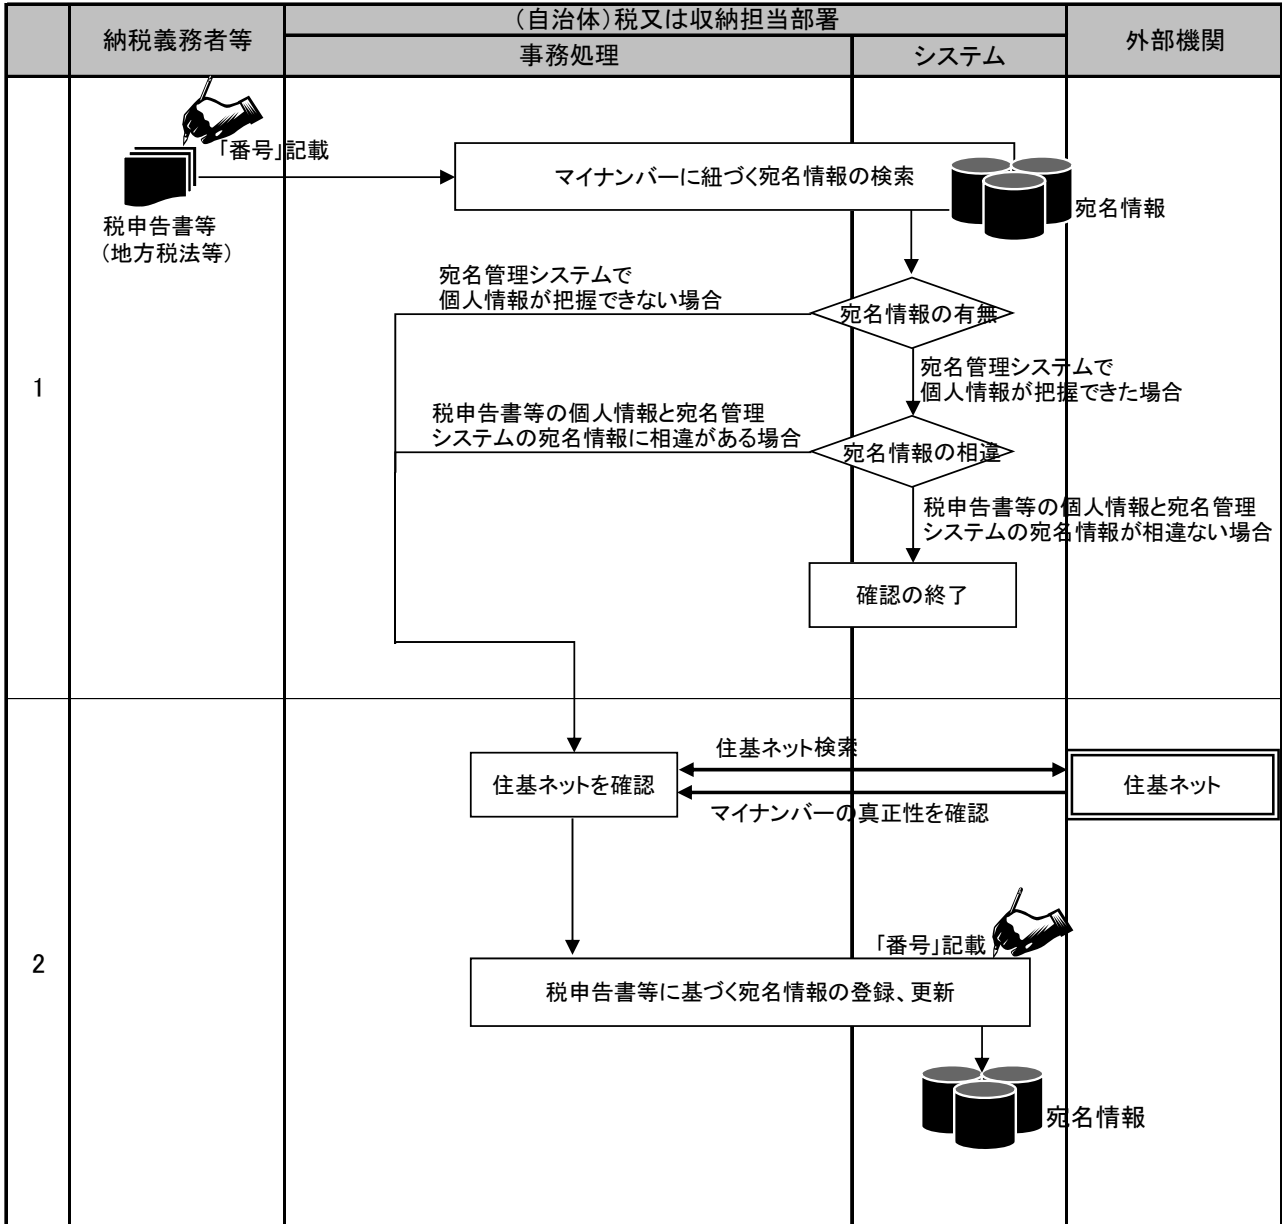 納税義務者等
（自治体）税又は収納担当部署
事務処理
システム
外部機関
1
「番号」記載
税申告書等
（地方税法等）
マイナンバーに紐づく宛名情報の検索
宛名情報
宛名管理システムで
個人情報が把握できない場合
宛名情報の有無
宛名管理システムで
個人情報が把握できた場合
税申告書等の個人情報と宛名管理
システムの宛名情報に相違がある場合
宛名情報の相違
税申告書等の個人情報と宛名管理
システムの宛名情報が相違ない場合
確認の終了
2
住基ネット検索
住基ネットを確認
住基ネット
マイナンバーの真正性を確認
「番号」記載
税申告書等に基づく宛名情報の登録、更新
宛名情報